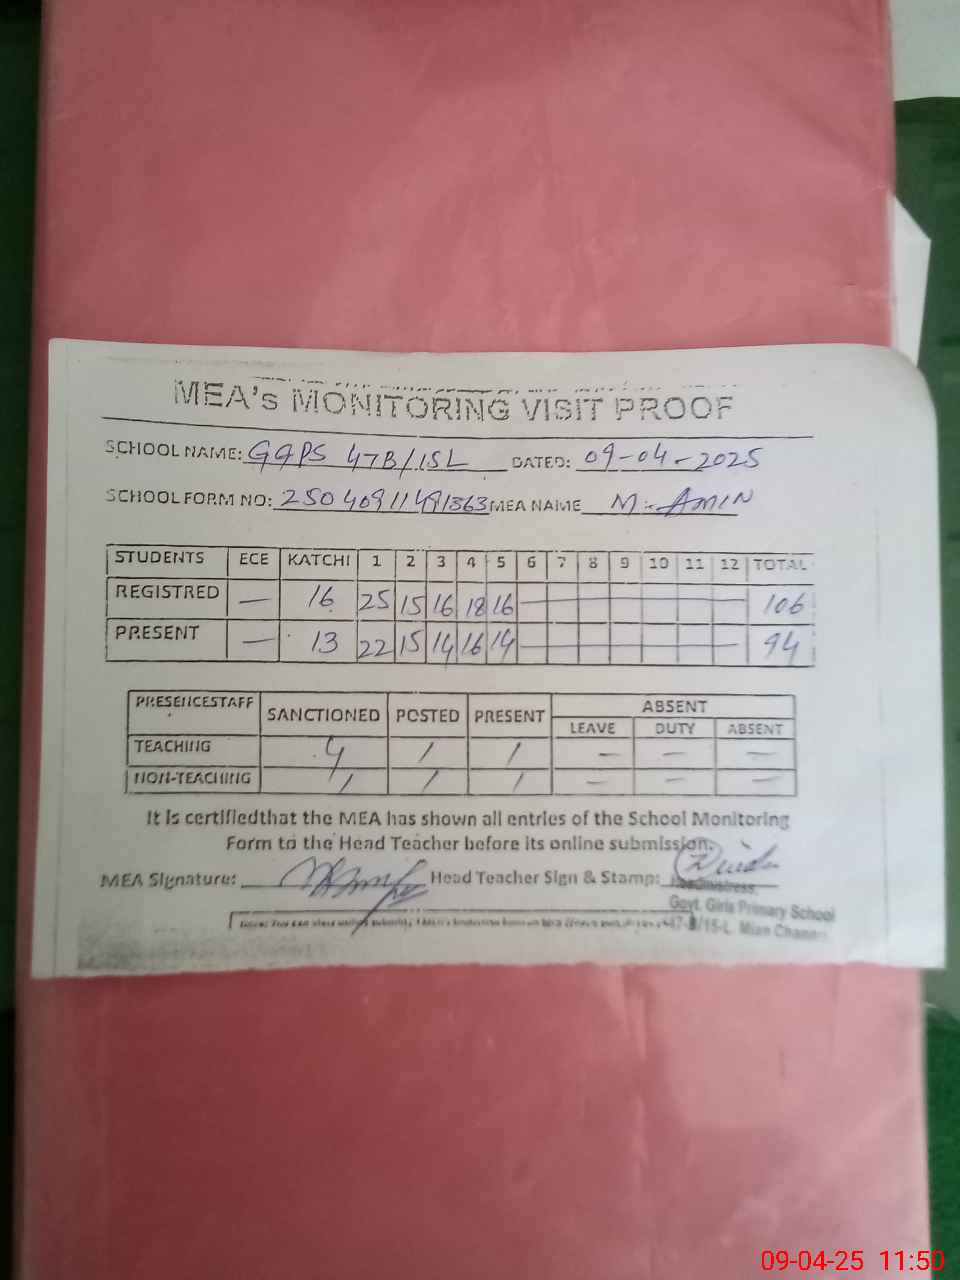 MEA's MONITORING VISIT PROOF
SCHOOL NAME: GGPS 47B/15L DATED: 09-04-2025
SCHOOL FORM NO: MEA NAME M. AMIN
STUDENTS ECE KATCHI 1 2 3 4 5 6 7 8 9 10 11 12 TOTAL
REGISTRED — 16 25 15 16 18 16 — 106
PRESENT — 13 22 15 14 16 14 — 94
PRESENCESTAFF SANCTIONED POSTED PRESENT ABSENT
LEAVE DUTY ABSENT
TEACHING 4 / / — — —
NON-TEACHING / / / — — —
It is certifiedthat the MEA has shown all entries of the School Monitoring
Form to the Head Teacher before its online submission.
MEA Signature: Head Teacher Sign & Stamp:
Headmistress
Govt. Girls Primary School
47-B/15-L Mian Channu
09-04-25 11:50